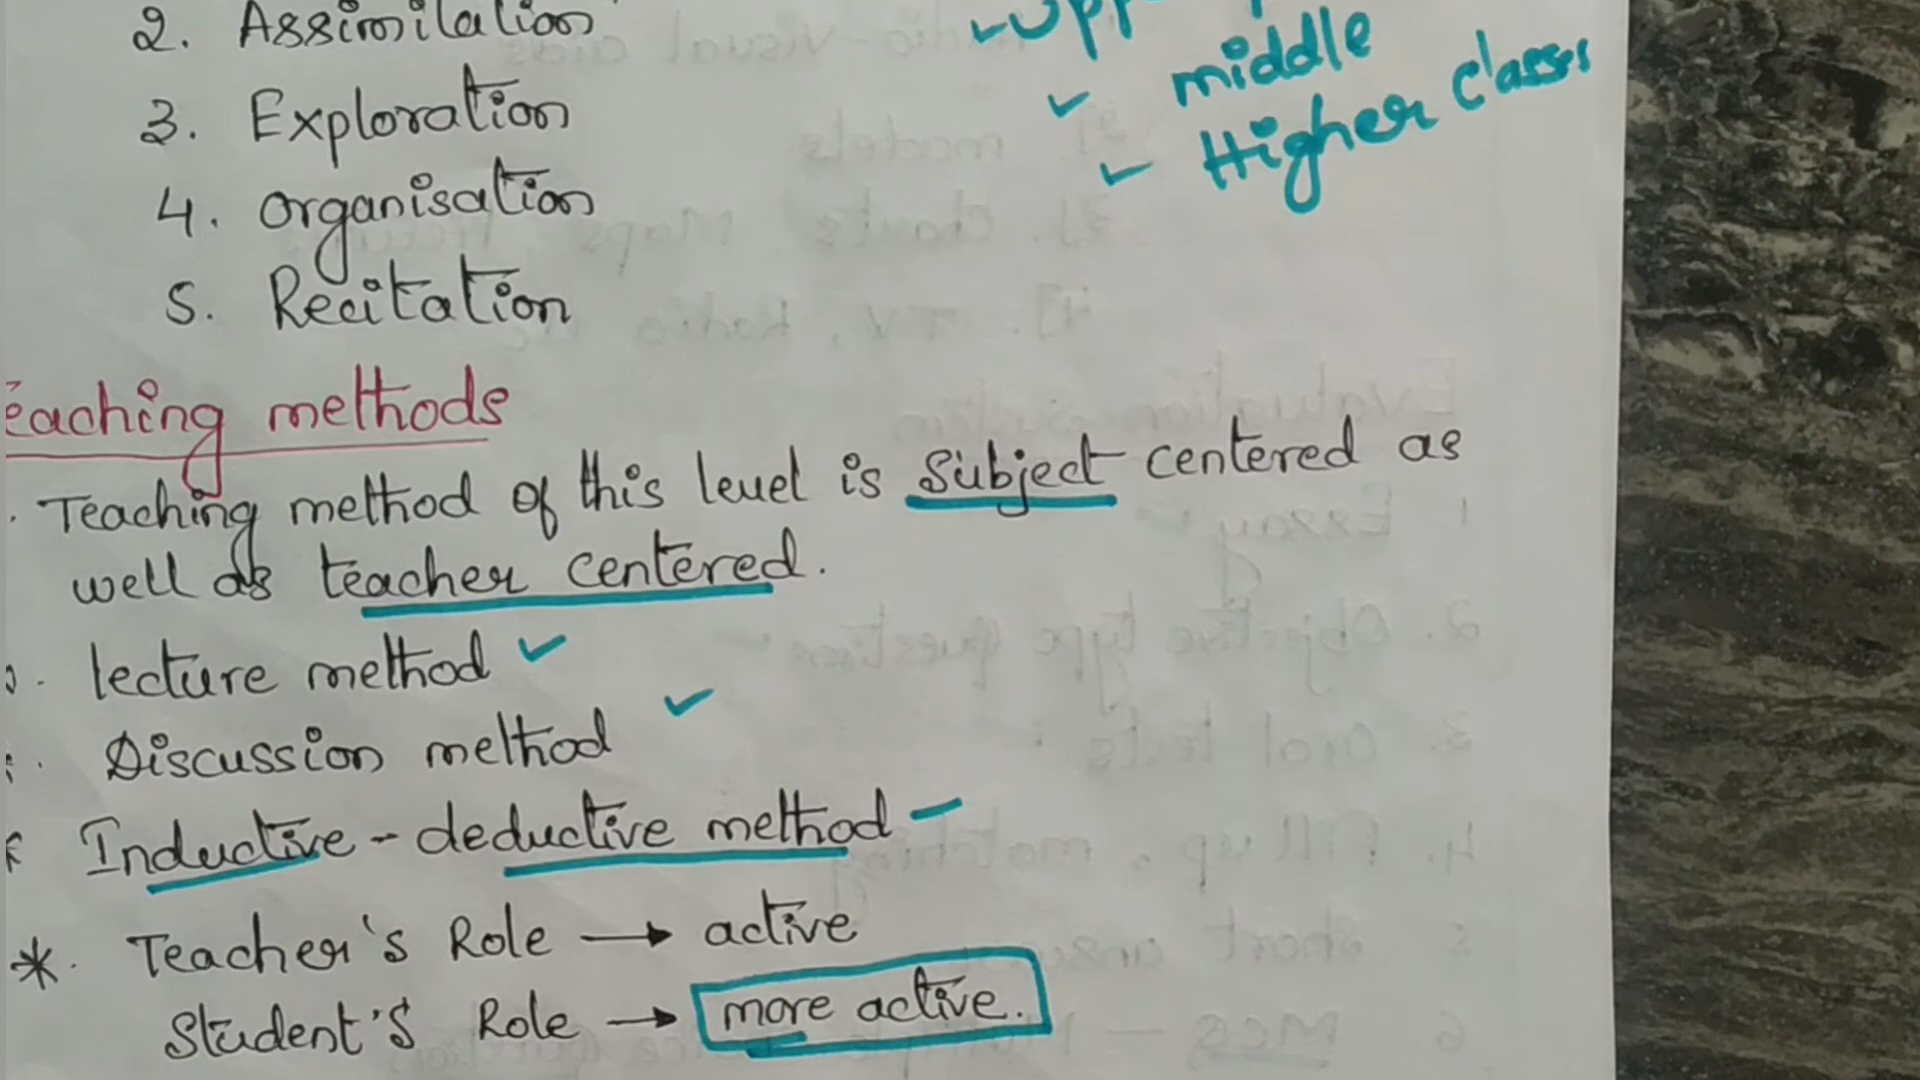 2. Assimilation
3. Exploration
4. Organisation
5. Recitation
✓ middle
✓ Higher classes
Teaching methods
. Teaching method of this level is subject centered as
well as teacher centered.
. lecture method ✓
. Discussion method ✓
Inductive - deductive method -
*. Teacher's Role → active
Student's Role → more active.